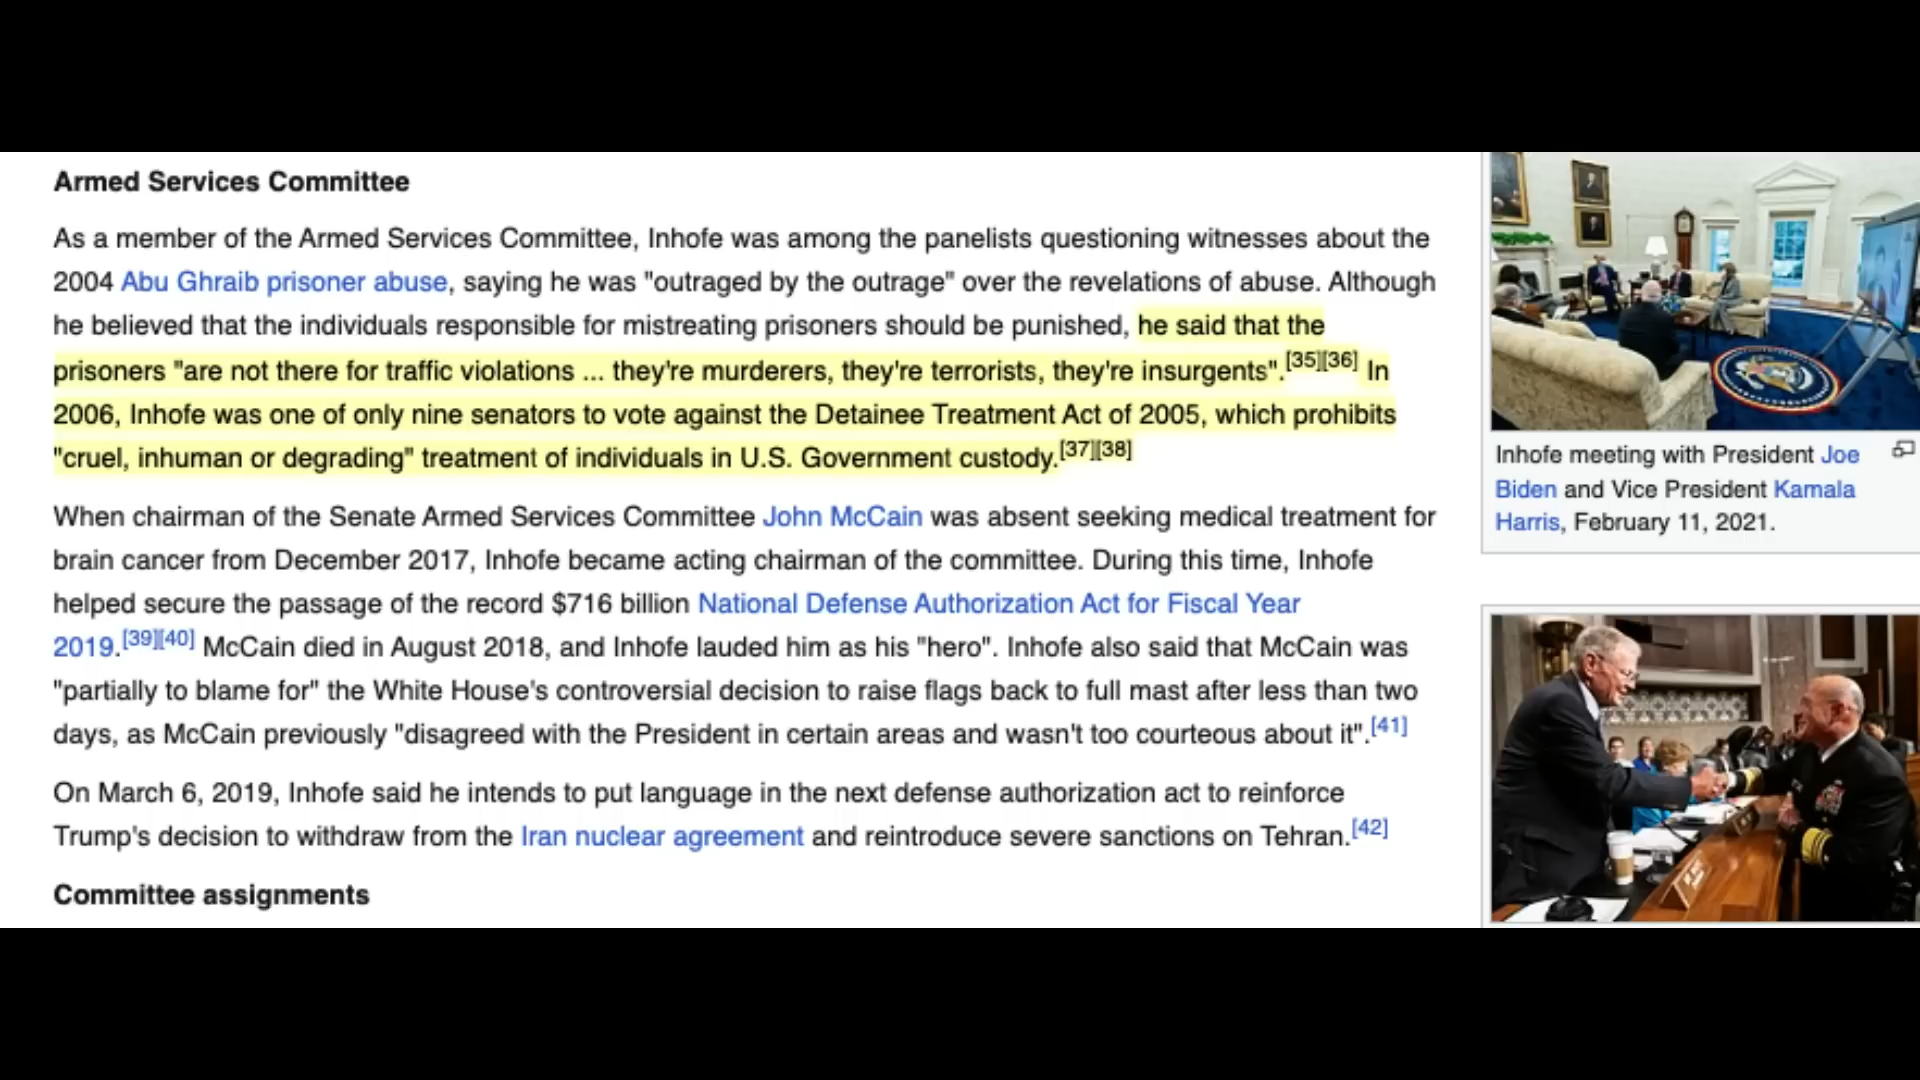 Armed Services Committee
As a member of the Armed Services Committee, Inhofe was among the panelists questioning witnesses about the
2004 Abu Ghraib prisoner abuse, saying he was "outraged by the outrage" over the revelations of abuse. Although
he believed that the individuals responsible for mistreating prisoners should be punished, he said that the
prisoners "are not there for traffic violations ... they're murderers, they're terrorists, they're insurgents".[35][36] In
2006, Inhofe was one of only nine senators to vote against the Detainee Treatment Act of 2005, which prohibits
"cruel, inhuman or degrading" treatment of individuals in U.S. Government custody.[37][38]
When chairman of the Senate Armed Services Committee John McCain was absent seeking medical treatment for
brain cancer from December 2017, Inhofe became acting chairman of the committee. During this time, Inhofe
helped secure the passage of the record $716 billion National Defense Authorization Act for Fiscal Year
2019.[39][40] McCain died in August 2018, and Inhofe lauded him as his "hero". Inhofe also said that McCain was
"partially to blame for" the White House's controversial decision to raise flags back to full mast after less than two
days, as McCain previously "disagreed with the President in certain areas and wasn't too courteous about it".[41]
On March 6, 2019, Inhofe said he intends to put language in the next defense authorization act to reinforce
Trump's decision to withdraw from the Iran nuclear agreement and reintroduce severe sanctions on Tehran.[42]
Committee assignments
Inhofe meeting with President Joe
Biden and Vice President Kamala
Harris, February 11, 2021.